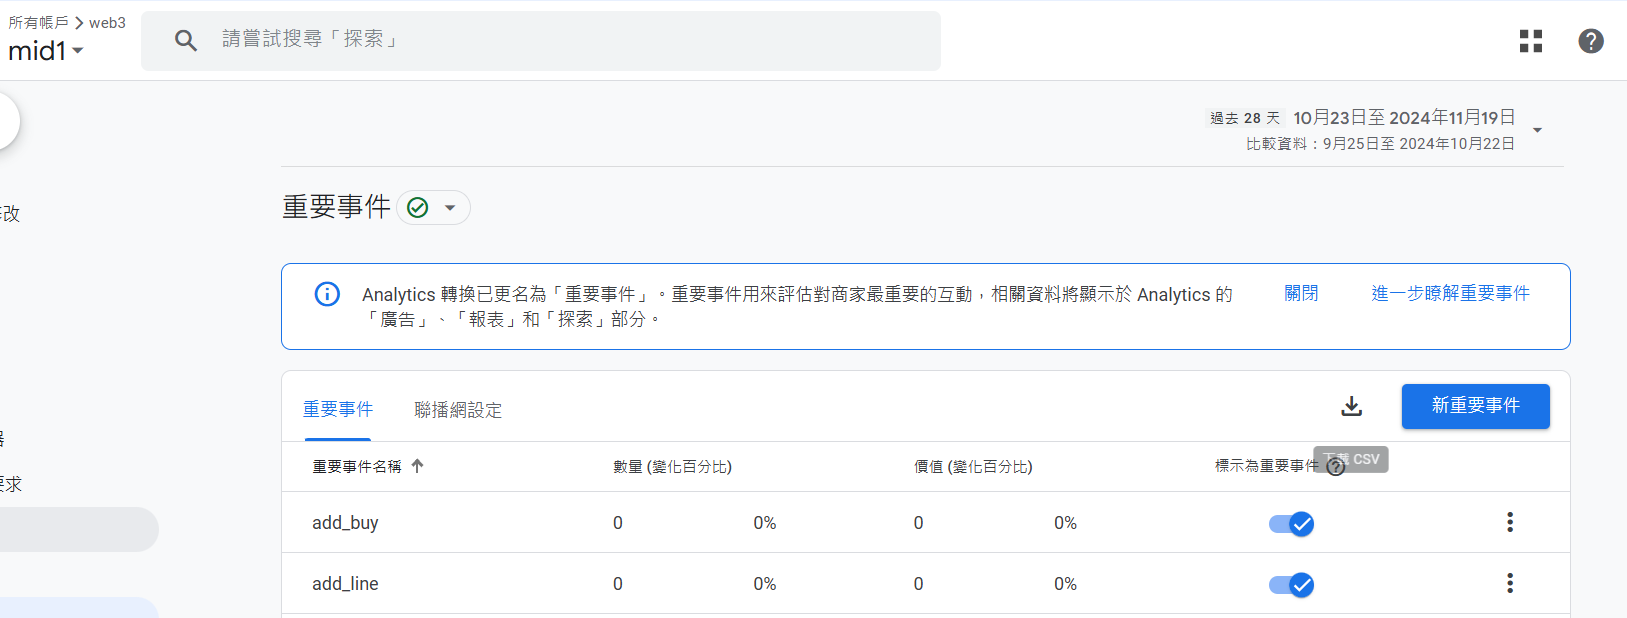 所有帳戶 > web3
mid1
請嘗試搜尋「探索」
過去 28 天 10月23日至 2024年11月19日
比較資料：9月25日至 2024年10月22日
改
重要事件
Analytics 轉換已更名為「重要事件」。重要事件用來評估對商家最重要的互動，相關資料將顯示於 Analytics 的
「廣告」、「報表」和「探索」部分。
關閉 進一步瞭解重要事件
重要事件 聯播網設定 新重要事件
要求
下載 CSV
重要事件名稱 數量 (變化百分比) 價值 (變化百分比) 標示為重要事件
add_buy 0 0% 0 0%
add_line 0 0% 0 0%